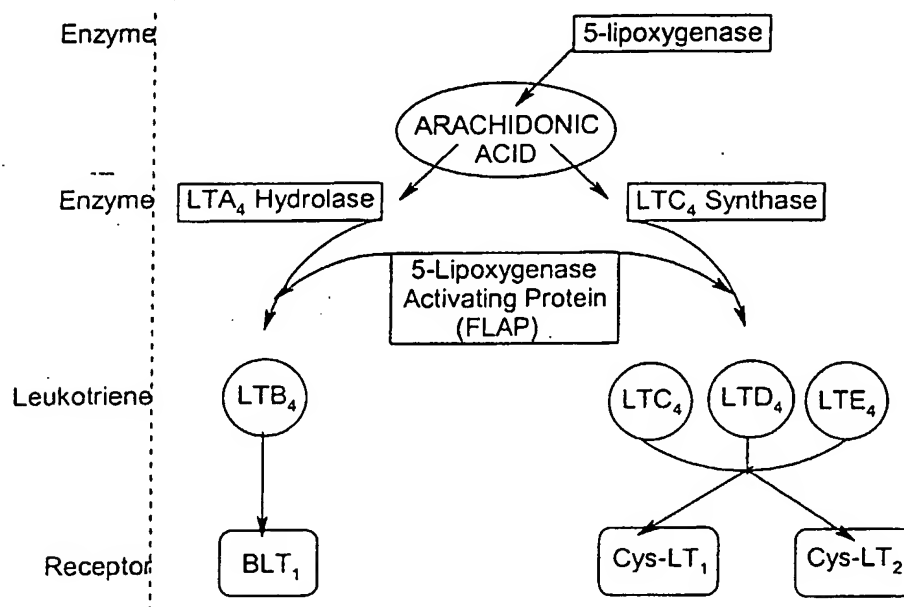 Enzyme
5-lipoxygenase
ARACHIDONIC
ACID
Enzyme
LTA₄ Hydrolase
LTC₄ Synthase
5-Lipoxygenase
Activating Protein
(FLAP)
Leukotriene
LTB₄
LTC₄
LTD₄
LTE₄
Receptor
BLT₁
Cys-LT₁
Cys-LT₂